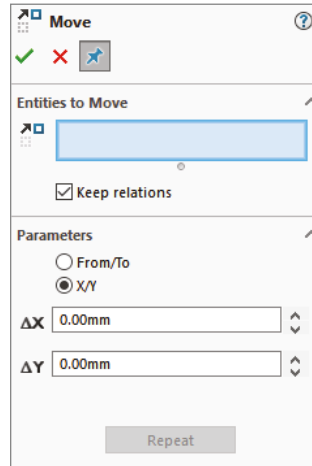 Move
Entities to Move
Keep relations
Parameters
From/To
X/Y
ΔX 0.00mm
ΔY 0.00mm
Repeat